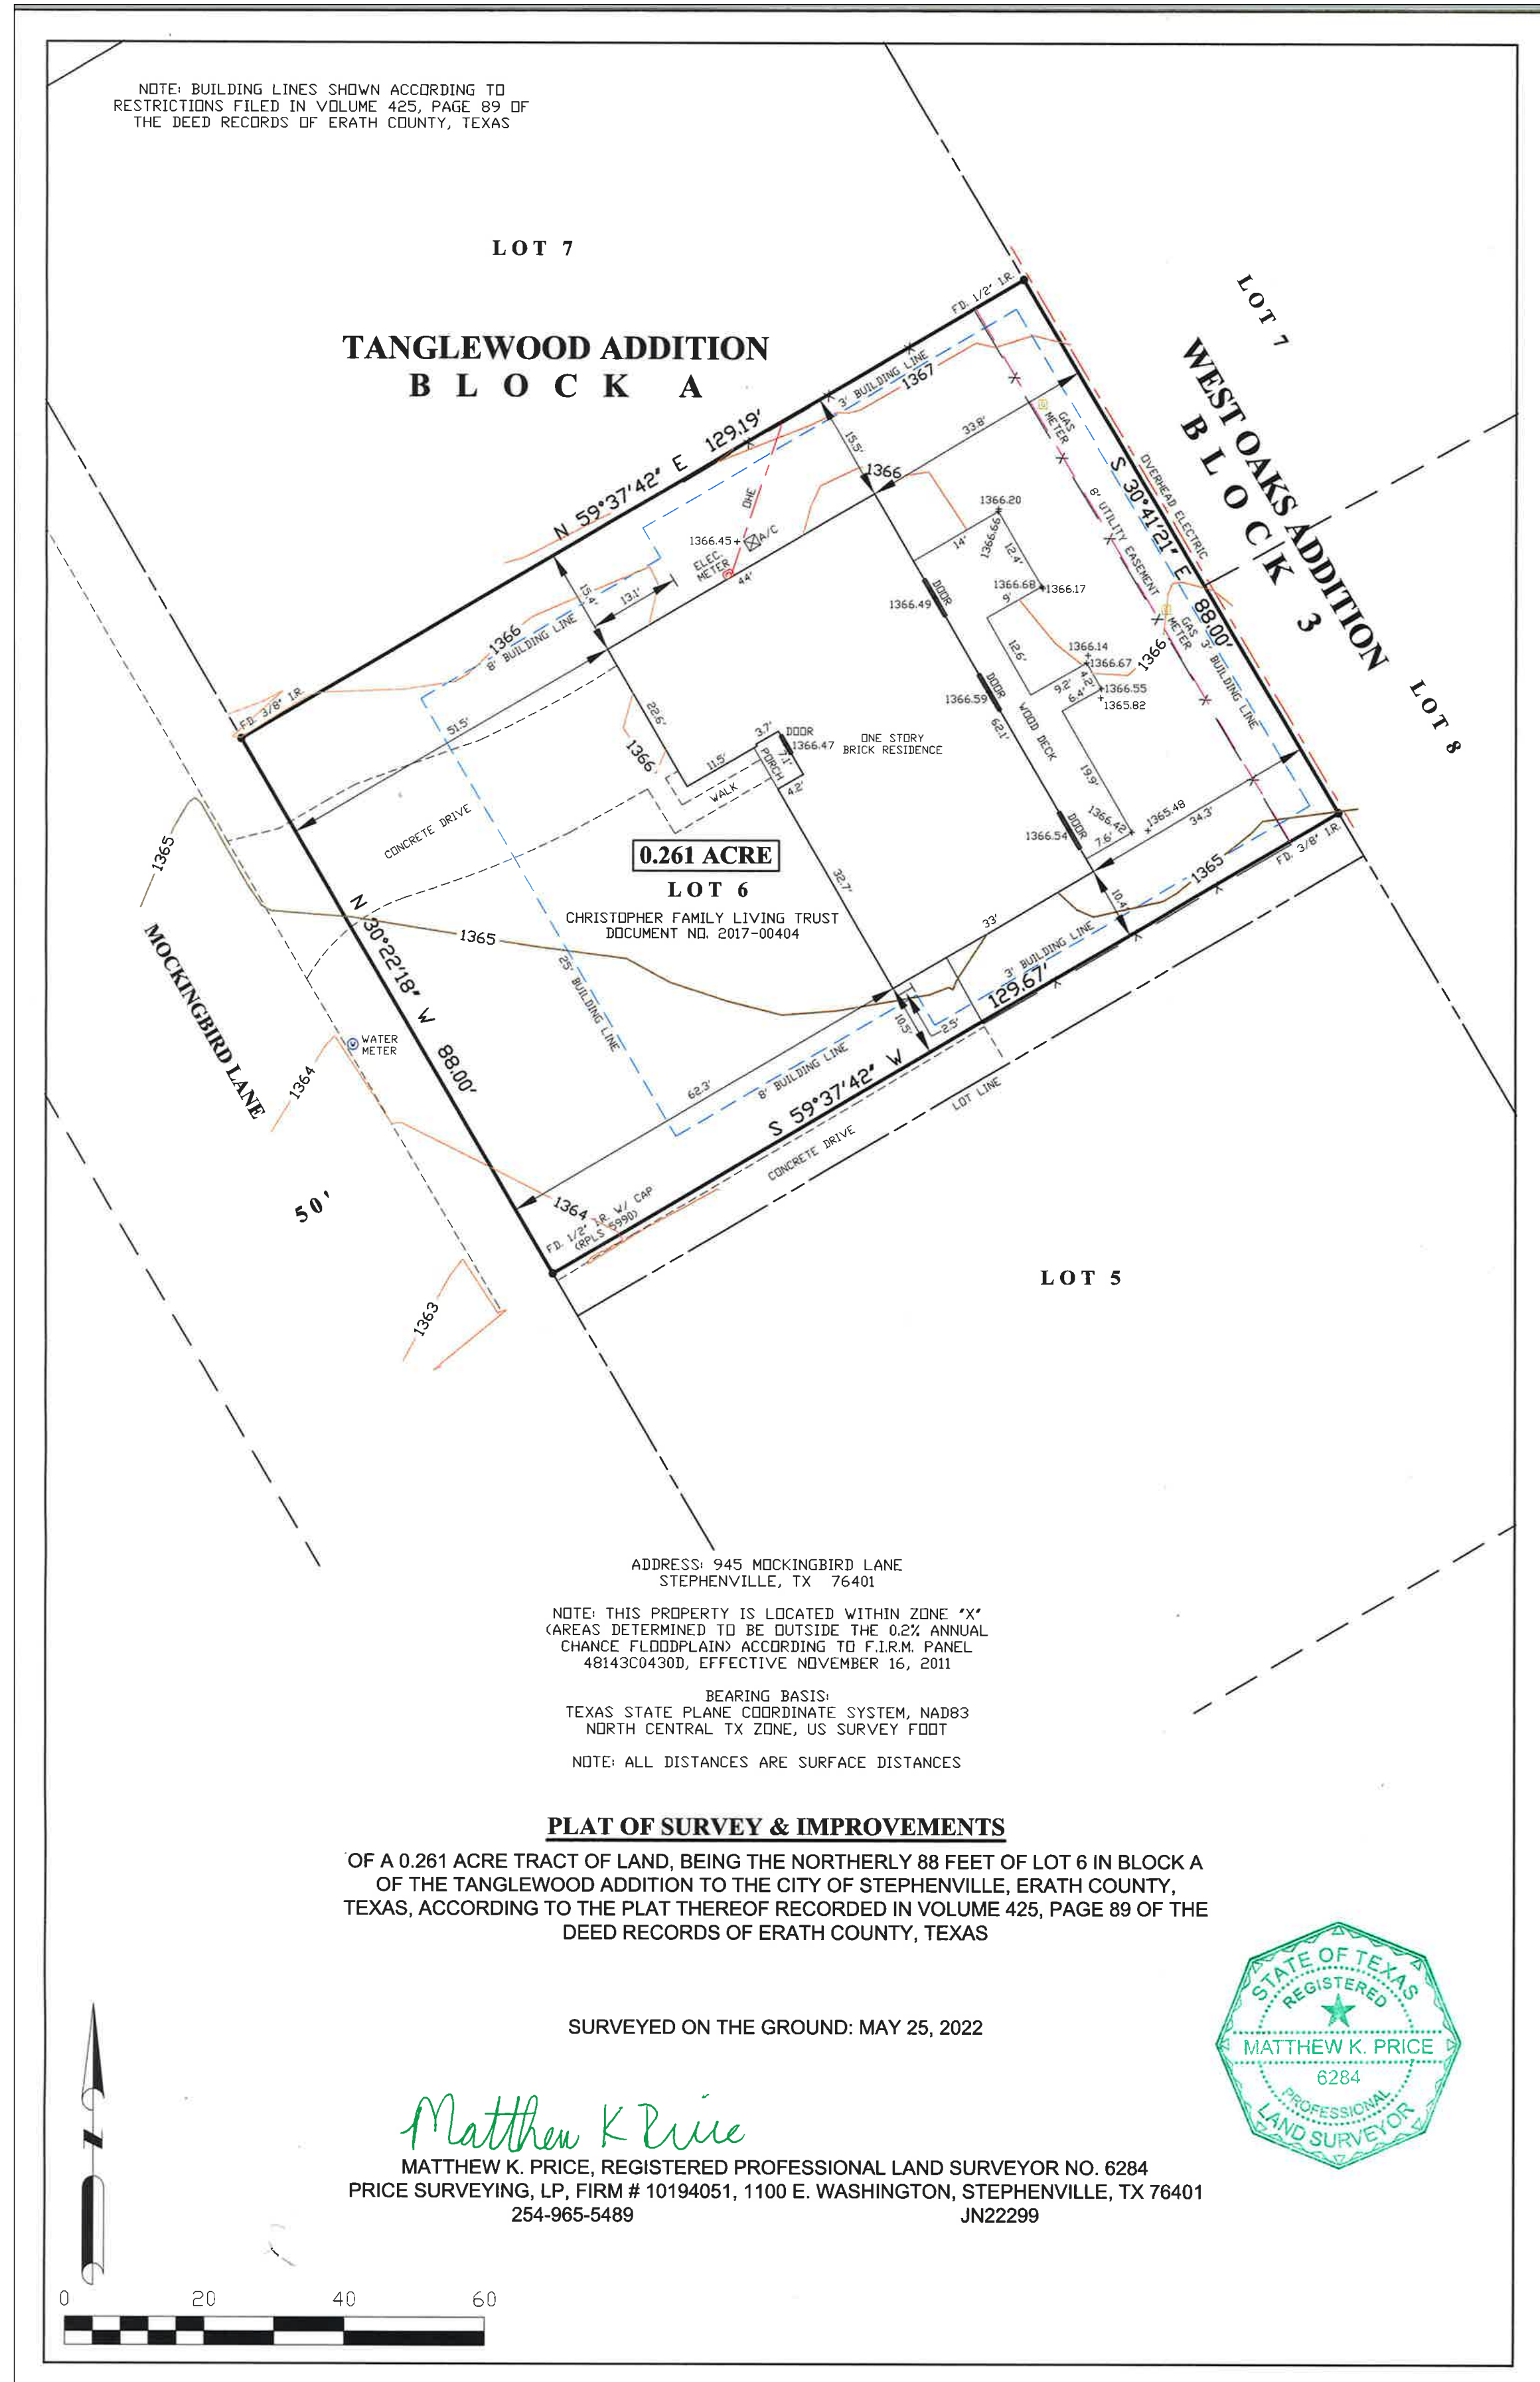 NOTE: BUILDING LINES SHOWN ACCORDING TO
RESTRICTIONS FILED IN VOLUME 425, PAGE 89 OF
THE DEED RECORDS OF ERATH COUNTY, TEXAS
LOT 7
TANGLEWOOD ADDITION
BLOCK A
LOT 7
WEST OAKS ADDITION
BLOCK 3
LOT 8
FD. 1/2" I.R.
N 59°37'42" E 129.19'
3' BUILDING LINE
1367
15.5'
33.8'
GAS METER
S 30°41'21" E 88.00'
OVERHEAD ELECTRIC
8' UTILITY EASEMENT
1366
1366.20
1366.66
14'
12.4'
OHE
1366.45
A/C
ELEC. METER
44'
15.4'
13.1'
DOOR
1366.49
1366.68
1366.17
9'
12.6'
1366.14
1366.67
4.2'
1366.55
1365.82
9.2'
6.4'
1366
GAS METER
3' BUILDING LINE
1366
8' BUILDING LINE
FD. 3/8" I.R.
51.5'
22.6'
1366
DOOR
1366.59
62.1'
WOOD DECK
3.7'
DOOR
1366.47
7.1'
PORCH
4.2'
11.5'
WALK
ONE STORY
BRICK RESIDENCE
19.9'
1366.42
1365.48
7.6'
DOOR
1366.54
34.3'
FD. 3/8" I.R.
1365
10.4'
CONCRETE DRIVE
0.261 ACRE
LOT 6
CHRISTOPHER FAMILY LIVING TRUST
DOCUMENT NO. 2017-00404
32.7'
33'
1365
1365
MOCKINGBIRD LANE
N 30°22'18" W 88.00'
25' BUILDING LINE
3' BUILDING LINE
10.5'
2.5'
WATER
METER
1364
62.3'
8' BUILDING LINE
S 59°37'42" W 129.67'
LOT LINE
CONCRETE DRIVE
50'
1364
FD. 1/2" I.R. W/ CAP
(RPLS 5990)
1363
LOT 5
ADDRESS: 945 MOCKINGBIRD LANE
STEPHENVILLE, TX 76401
NOTE: THIS PROPERTY IS LOCATED WITHIN ZONE "X"
(AREAS DETERMINED TO BE OUTSIDE THE 0.2% ANNUAL
CHANCE FLOODPLAIN) ACCORDING TO F.I.R.M. PANEL
48143C0430D, EFFECTIVE NOVEMBER 16, 2011
BEARING BASIS:
TEXAS STATE PLANE COORDINATE SYSTEM, NAD83
NORTH CENTRAL TX ZONE, US SURVEY FOOT
NOTE: ALL DISTANCES ARE SURFACE DISTANCES
PLAT OF SURVEY & IMPROVEMENTS
OF A 0.261 ACRE TRACT OF LAND, BEING THE NORTHERLY 88 FEET OF LOT 6 IN BLOCK A
OF THE TANGLEWOOD ADDITION TO THE CITY OF STEPHENVILLE, ERATH COUNTY,
TEXAS, ACCORDING TO THE PLAT THEREOF RECORDED IN VOLUME 425, PAGE 89 OF THE
DEED RECORDS OF ERATH COUNTY, TEXAS
SURVEYED ON THE GROUND: MAY 25, 2022
STATE OF TEXAS
REGISTERED
MATTHEW K. PRICE
6284
PROFESSIONAL
LAND SURVEYOR
Matthew K Price
MATTHEW K. PRICE, REGISTERED PROFESSIONAL LAND SURVEYOR NO. 6284
PRICE SURVEYING, LP, FIRM # 10194051, 1100 E. WASHINGTON, STEPHENVILLE, TX 76401
254-965-5489 JN22299
N
0 20 40 60